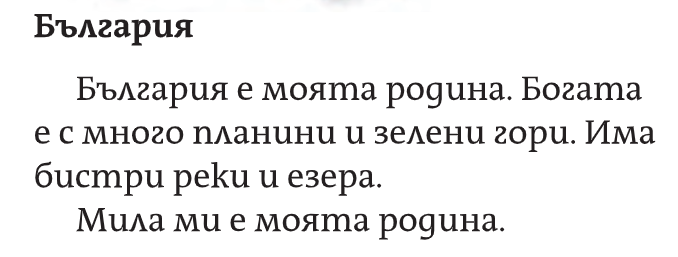 България
България е моята родина. Богата
е с много планини и зелени гори. Има
бистри реки и езера.
Мила ми е моята родина.